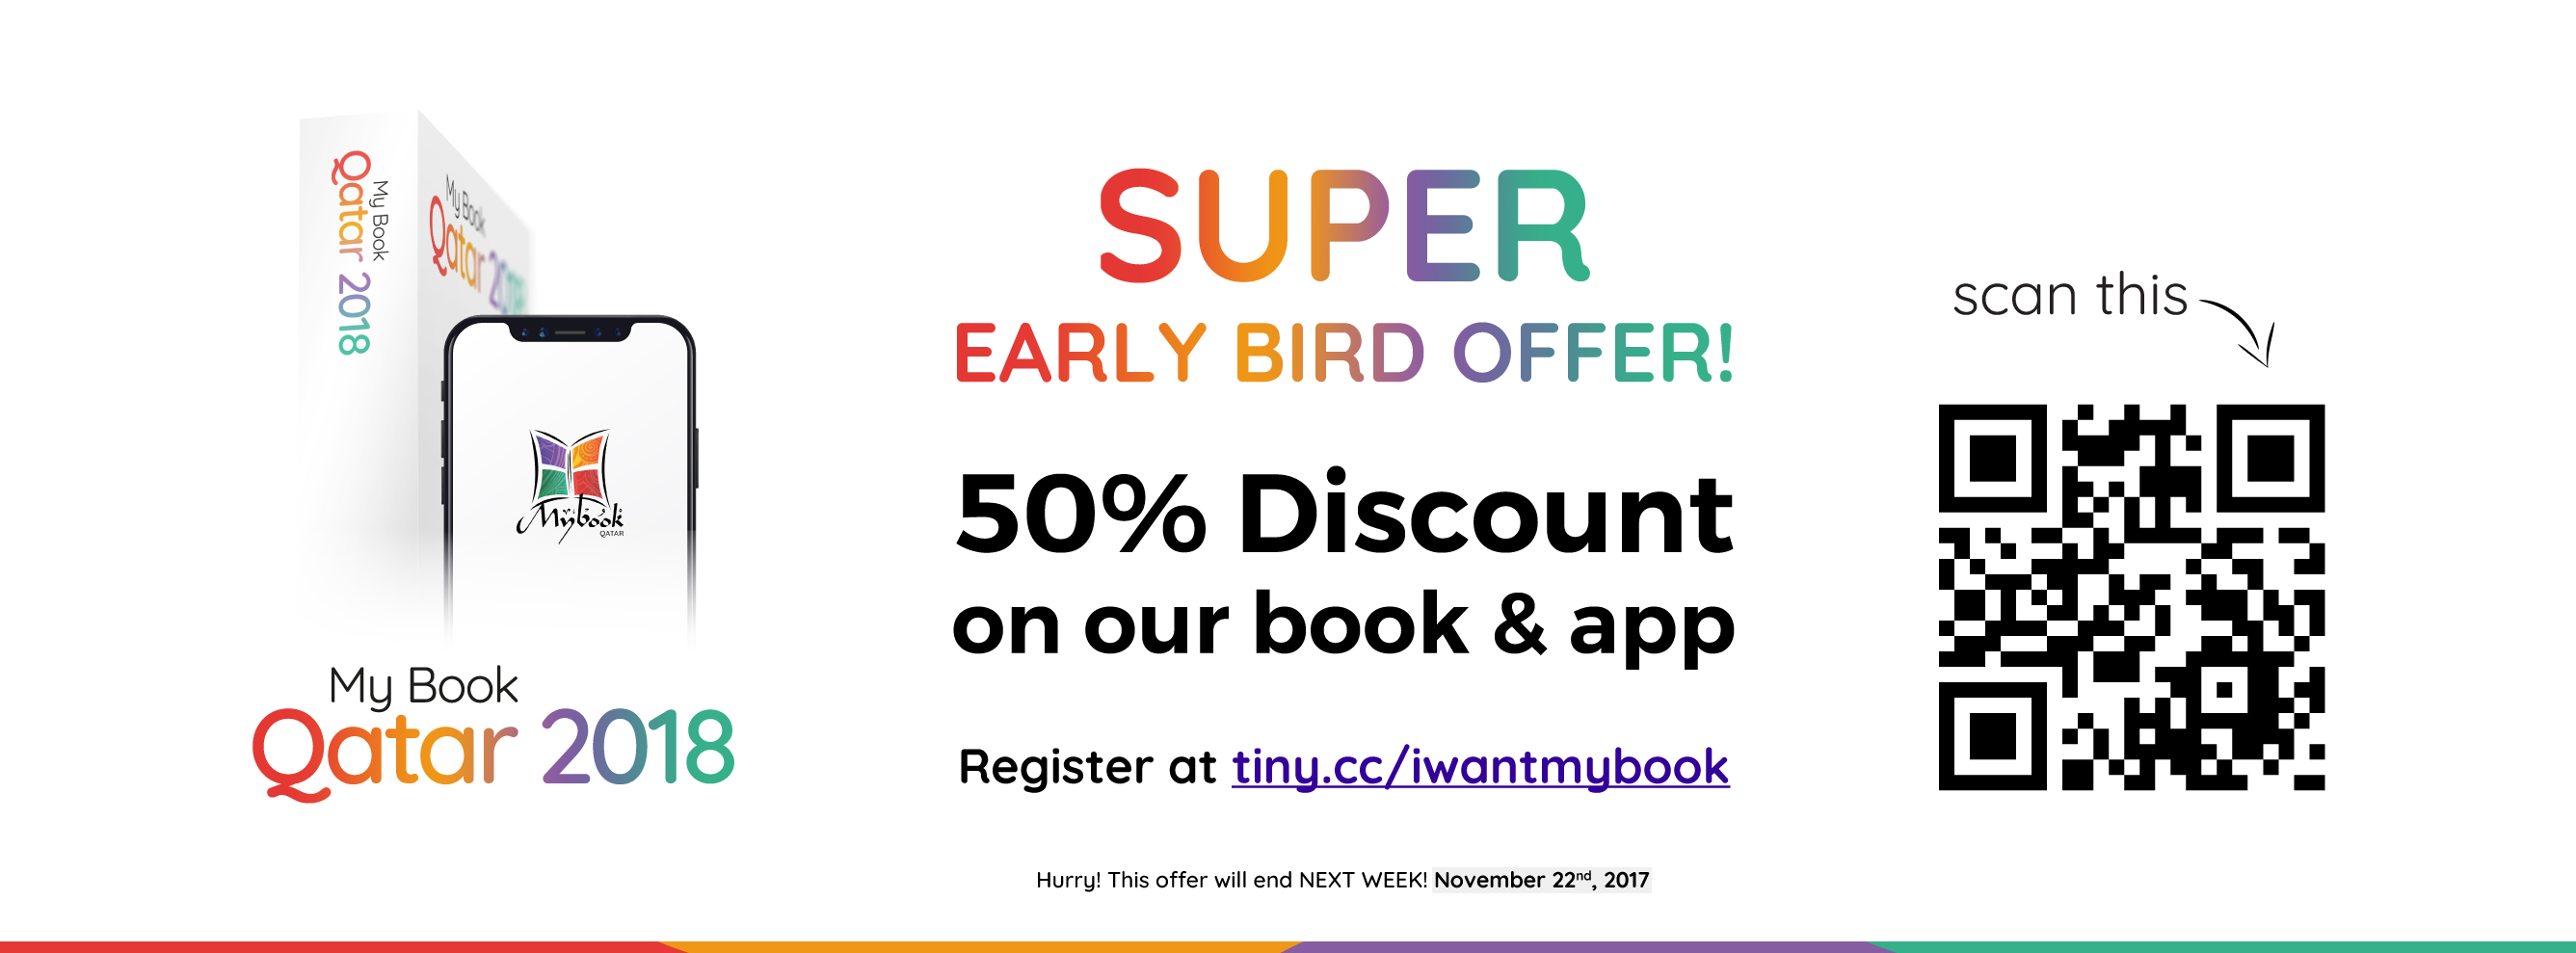 My Book
Qatar 2018
My Book
Qatar 2018
Mybook
QATAR
My Book
Qatar 2018
SUPER
EARLY BIRD OFFER!
50% Discount
on our book & app
Register at tiny.cc/iwantmybook
Hurry! This offer will end NEXT WEEK! November 22nd, 2017
scan this